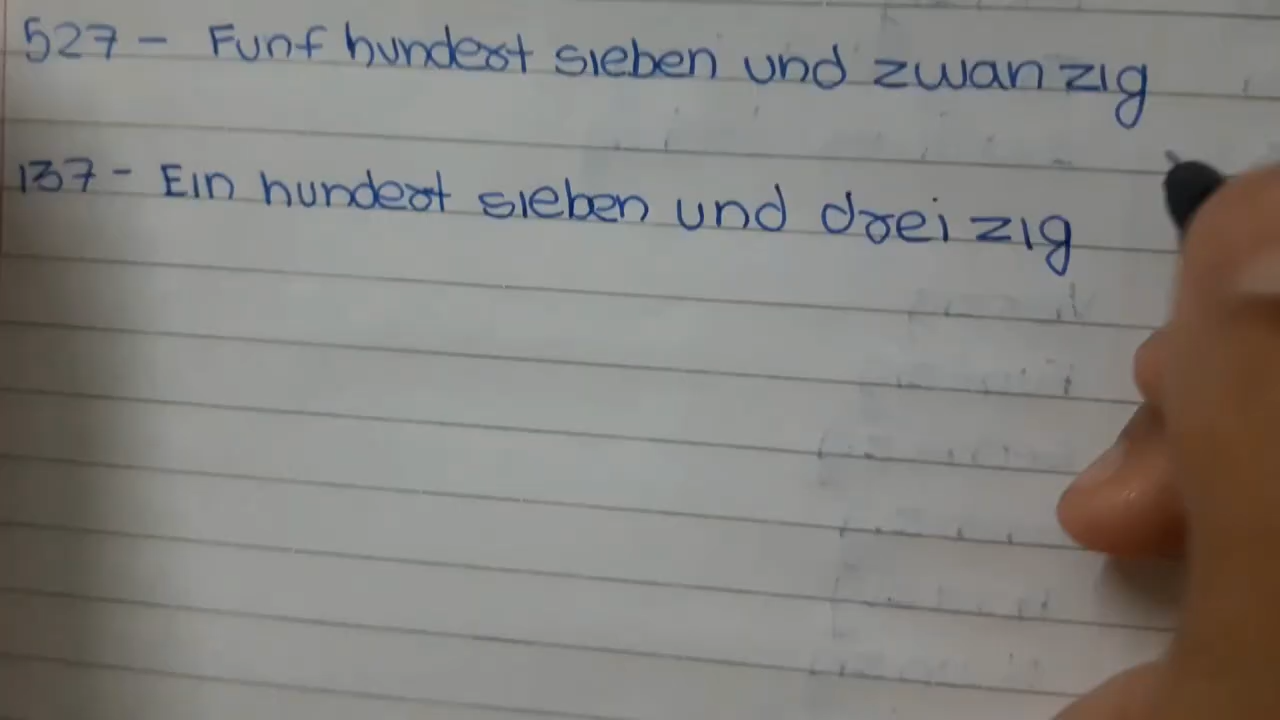 527 - Funf hundert sieben und zwanzig
137 - Ein hundert sieben und dreizig